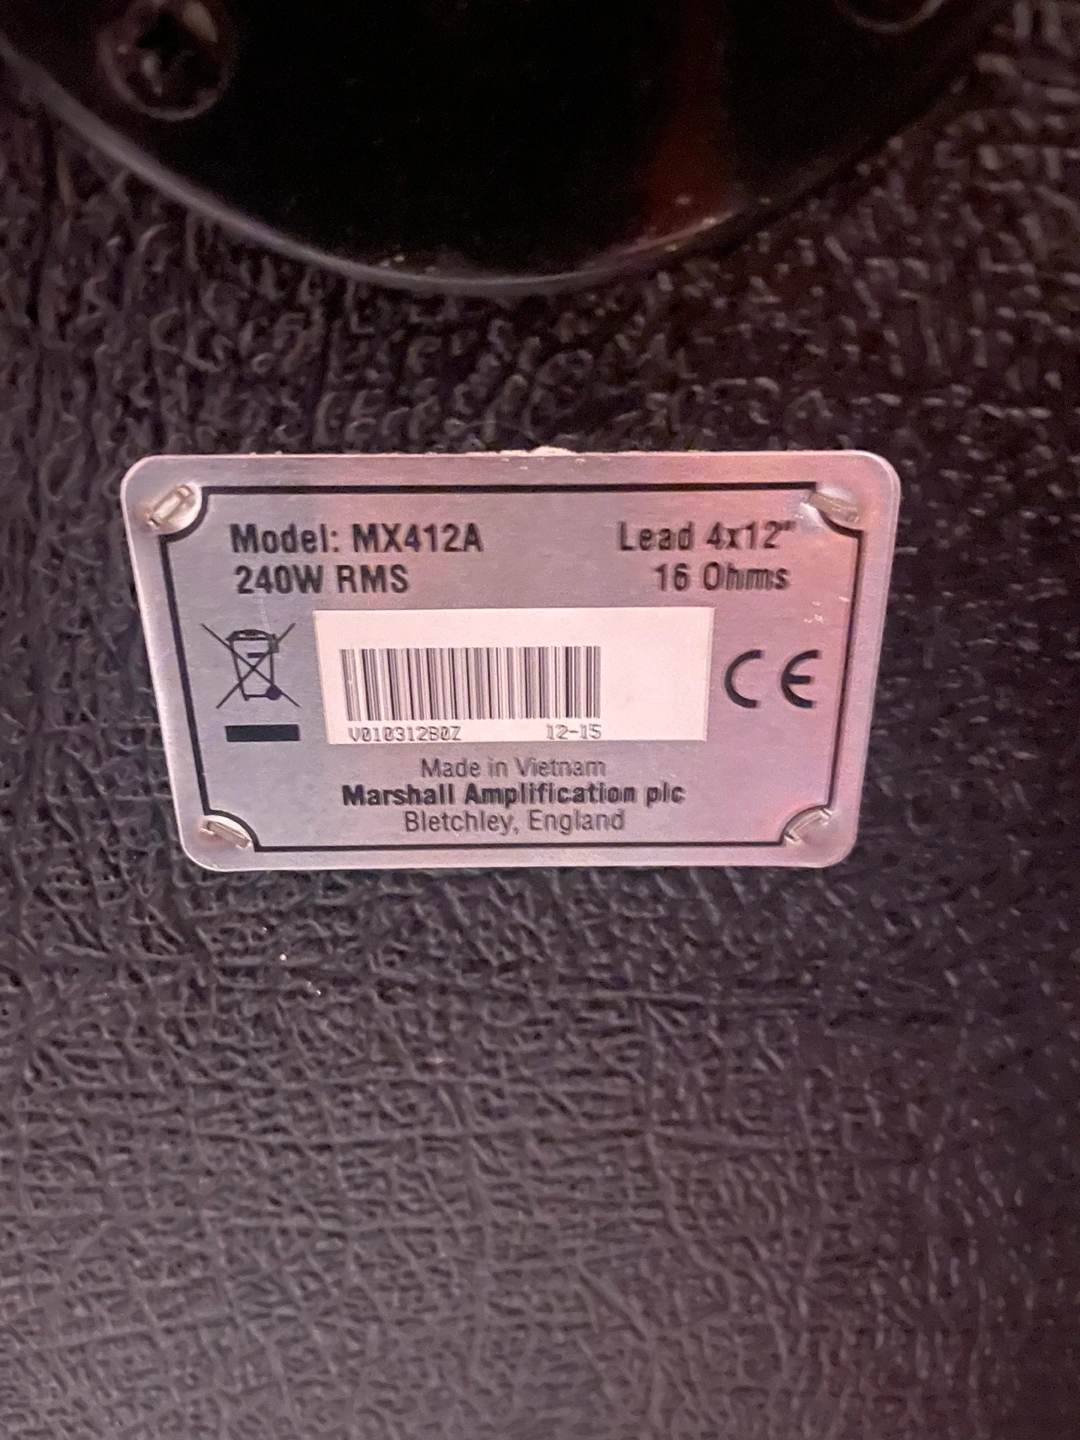 Model: MX412A Lead 4x12"
240W RMS 16 Ohms
CE
V010312B0Z 12-15
Made in Vietnam
Marshall Amplification plc
Bletchley, England